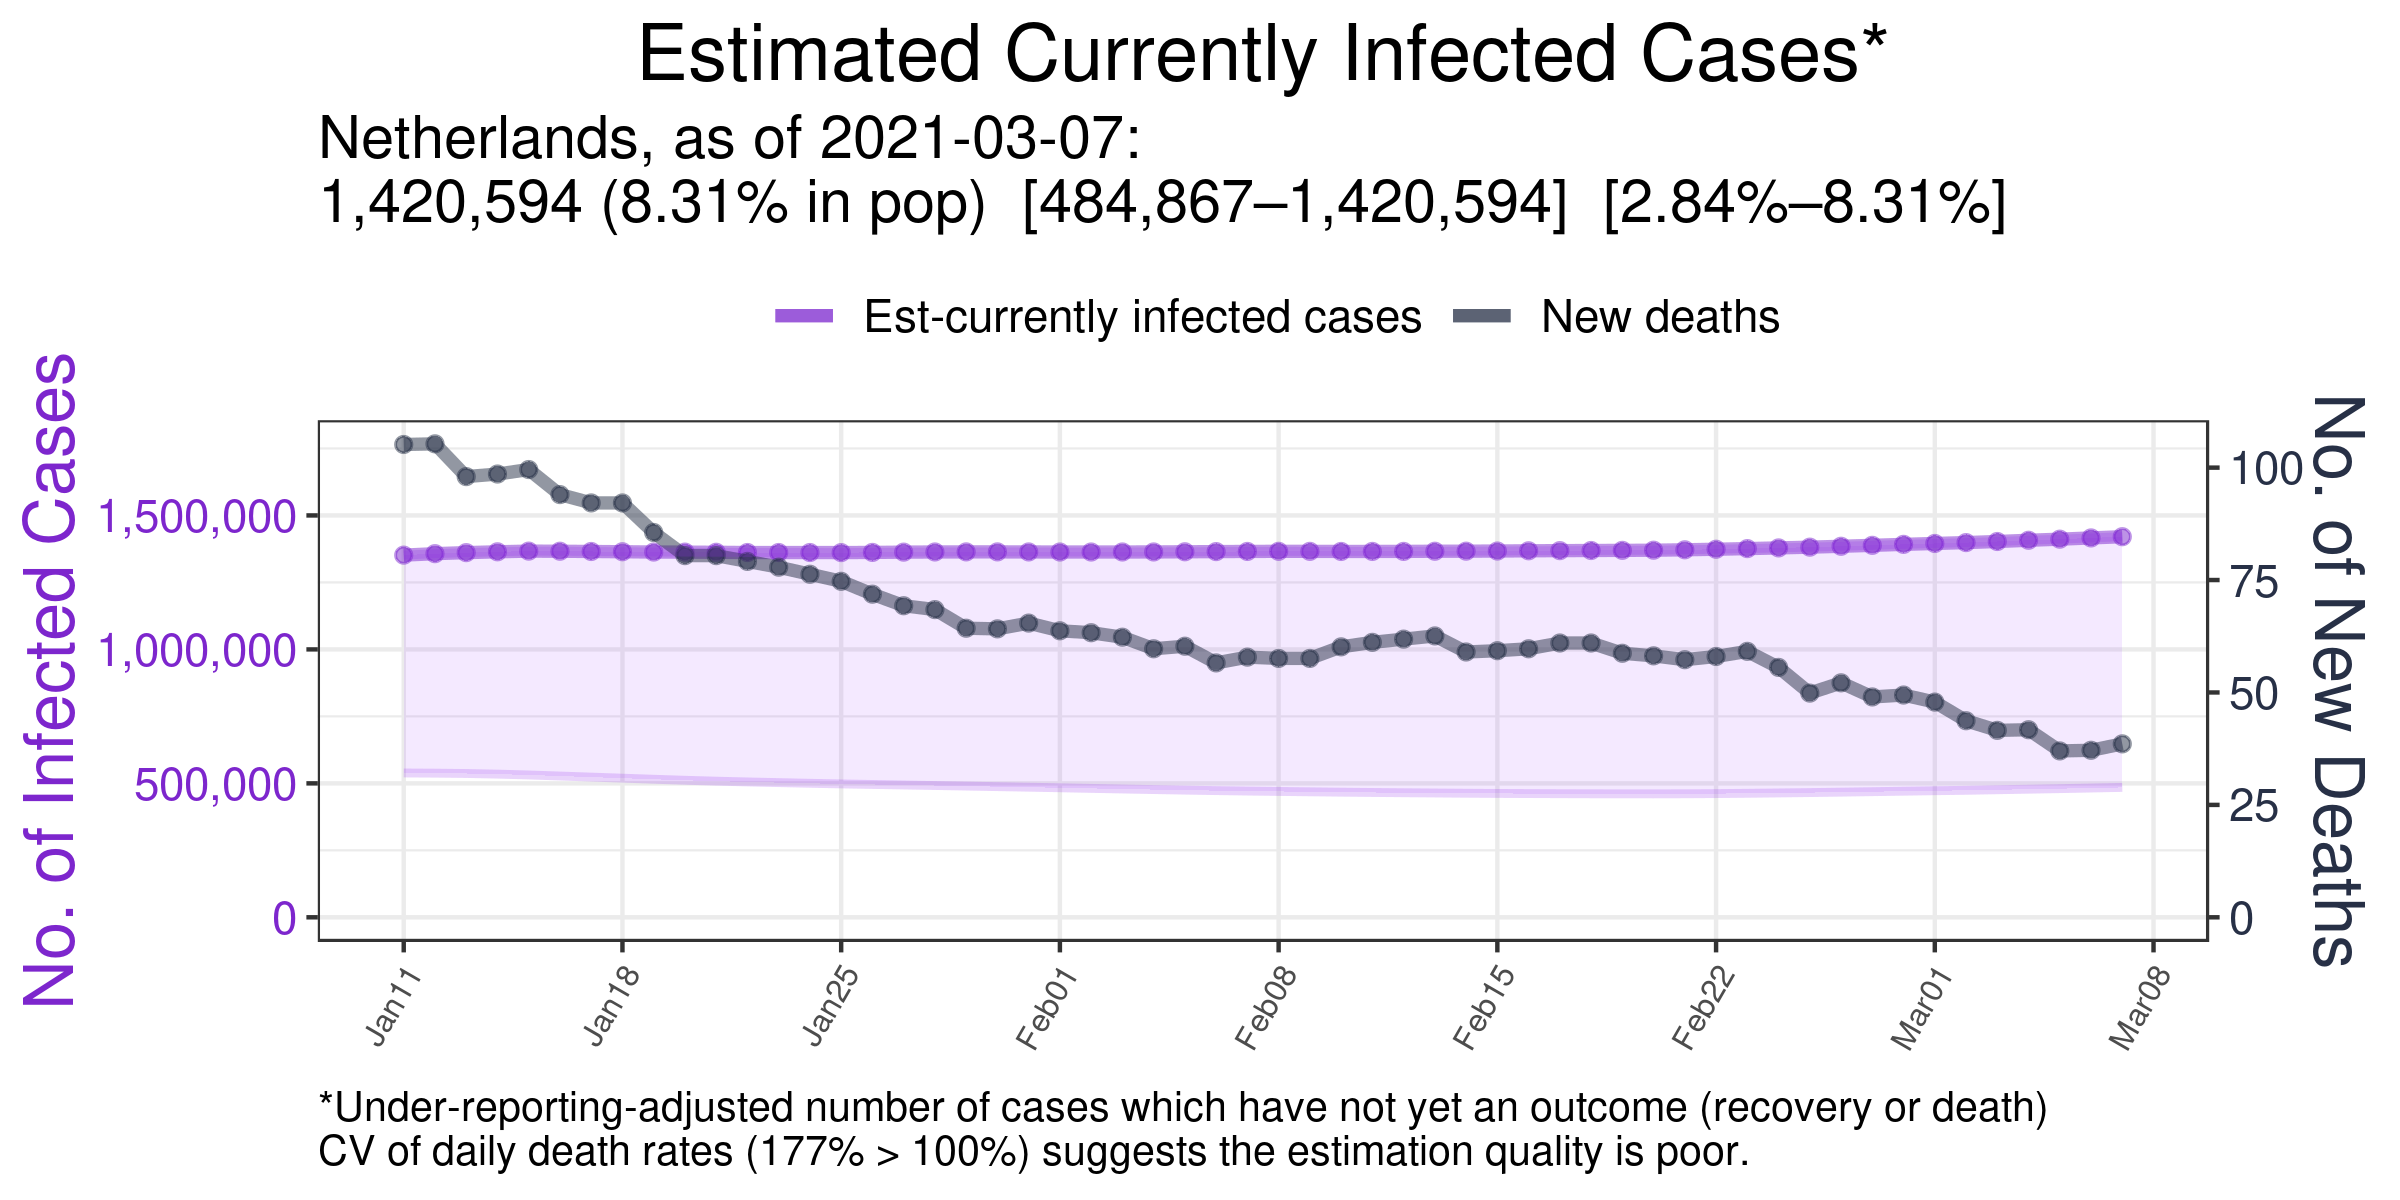 Estimated Currently Infected Cases*
Netherlands, as of 2021-03-07:
1,420,594 (8.31% in pop) [484,867–1,420,594] [2.84%–8.31%]
Est-currently infected cases
New deaths
No. of Infected Cases
1,500,000
1,000,000
500,000
0
100
75
50
25
0
No. of New Deaths
Jan11
Jan18
Jan25
Feb01
Feb08
Feb15
Feb22
Mar01
Mar08
*Under-reporting-adjusted number of cases which have not yet an outcome (recovery or death)
CV of daily death rates (177% > 100%) suggests the estimation quality is poor.